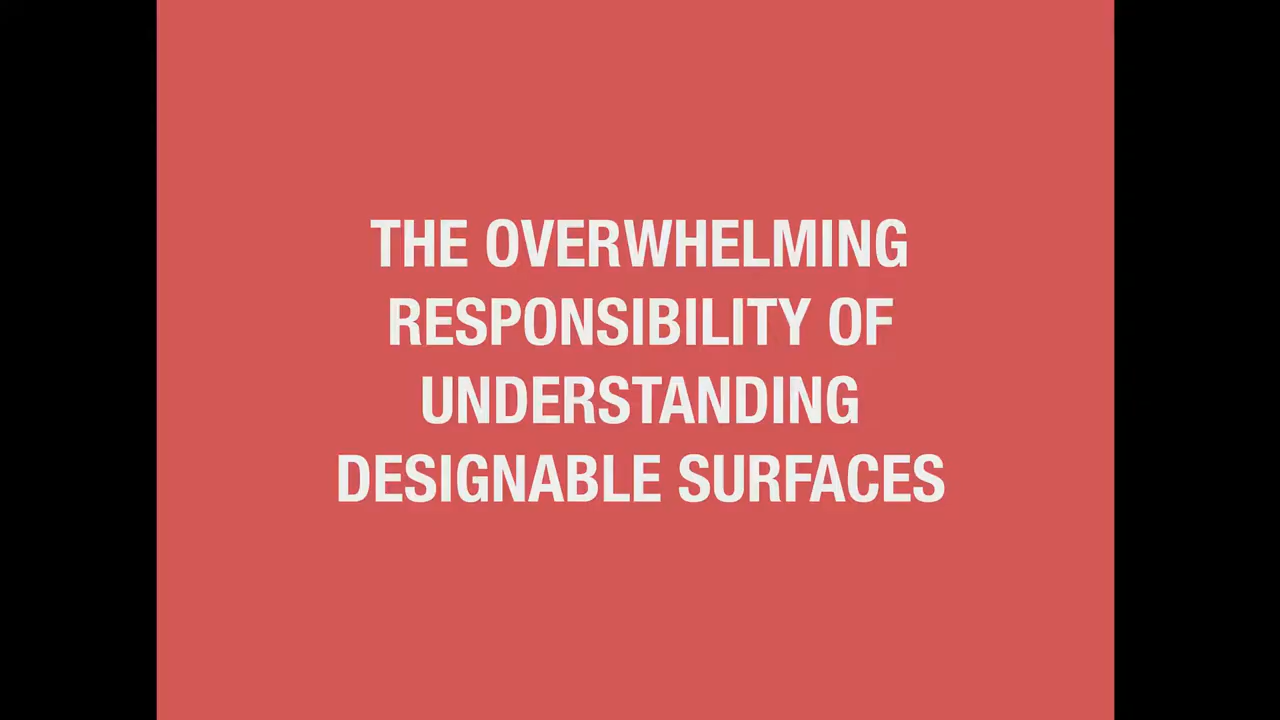 THE OVERWHELMING
RESPONSIBILITY OF
UNDERSTANDING
DESIGNABLE SURFACES